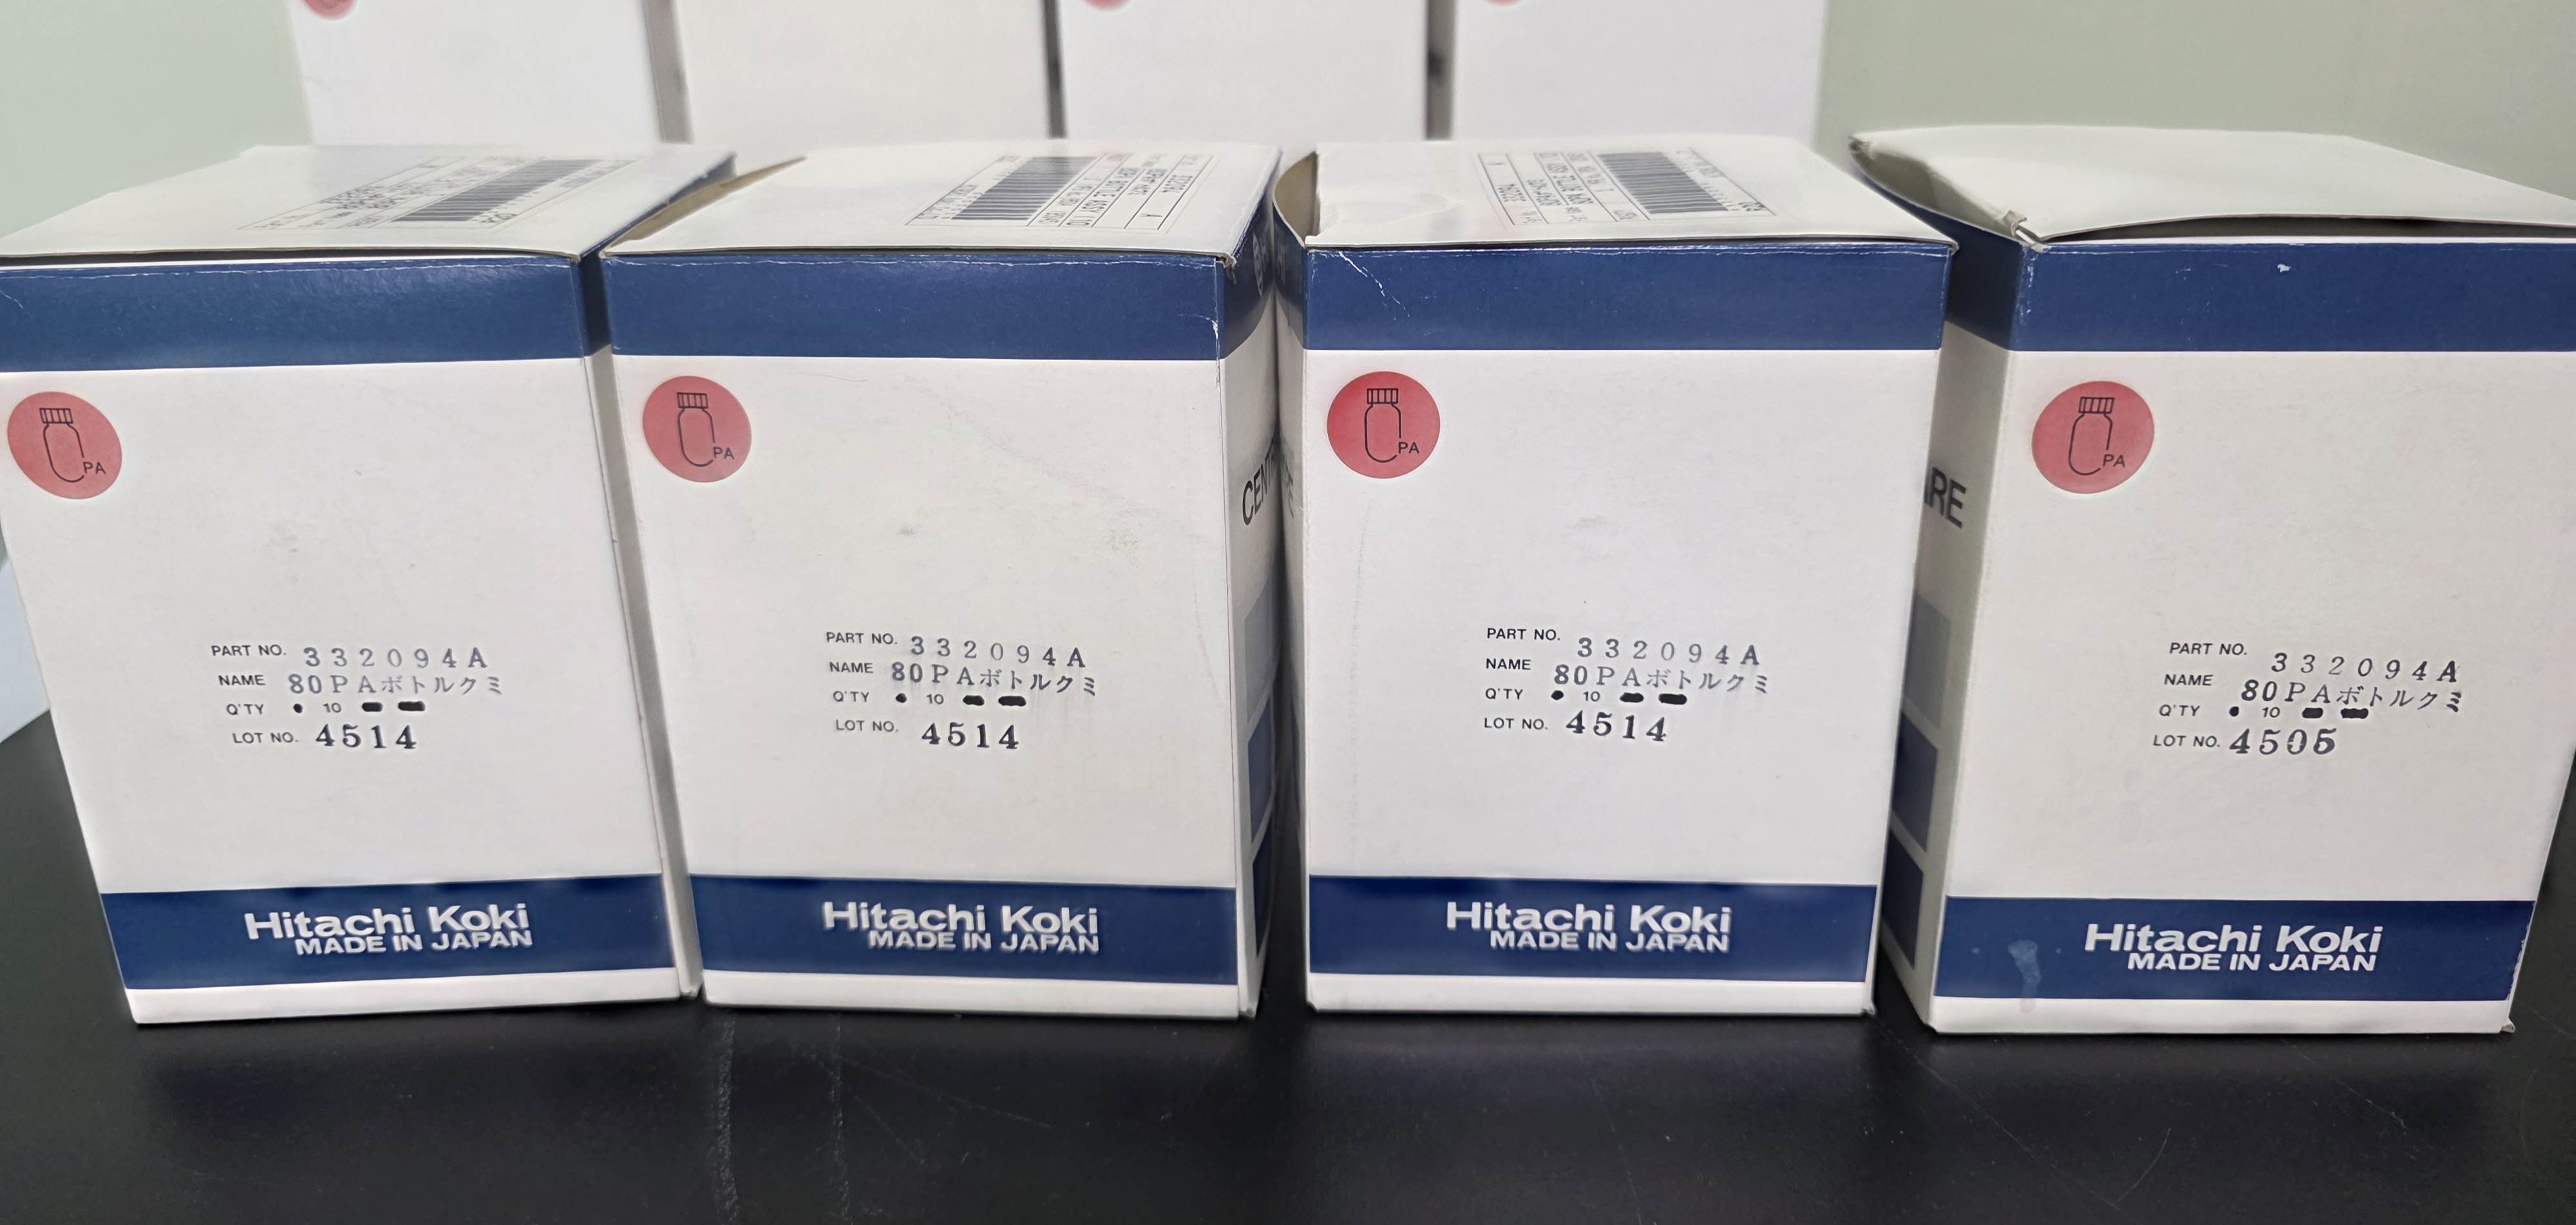 PA
PART NO. 332094A
NAME 80PAボトルクミ
Q'TY 10
LOT NO. 4514
Hitachi Koki
MADE IN JAPAN
PA
PART NO. 332094A
NAME 80PAボトルクミ
Q'TY 10
LOT NO. 4514
Hitachi Koki
MADE IN JAPAN
PA
PART NO. 332094A
NAME 80PAボトルクミ
Q'TY 10
LOT NO. 4514
Hitachi Koki
MADE IN JAPAN
PA
PART NO. 332094A
NAME 80PAボトルクミ
Q'TY 10
LOT NO. 4505
Hitachi Koki
MADE IN JAPAN